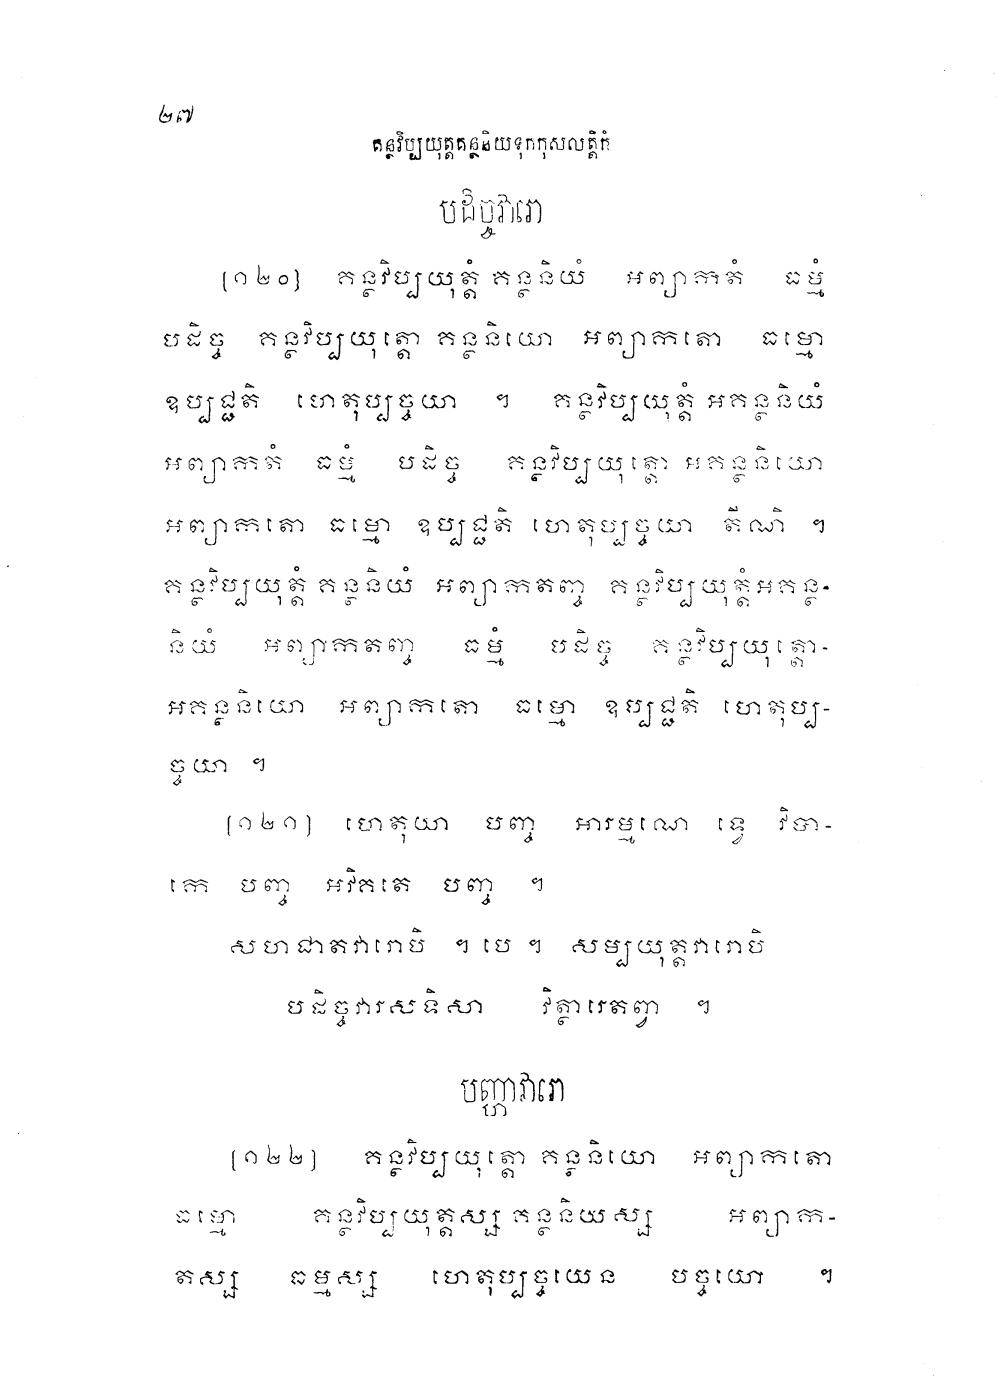 ២៧
គន្ថវិប្បយុត្តគន្ថនិយទុកកុសលត្តិកំ
បដិច្ចវារោ
[១២០] គន្ថវិប្បយុត្តំ គន្ថនិយំ អព្យាកតំ ធម្មំ
បដិច្ច គន្ថវិប្បយុត្តោ គន្ថនិយោ អព្យាកតោ ធម្មោ
ឧប្បជ្ជតិ ហេតុប្បច្ចយា ។ គន្ថវិប្បយុត្តំ អគន្ថនិយំ
អព្យាកតំ ធម្មំ បដិច្ច គន្ថវិប្បយុត្តោ អគន្ថនិយោ
អព្យាកតោ ធម្មោ ឧប្បជ្ជតិ ហេតុប្បច្ចយា តីណិ ។
គន្ថវិប្បយុត្តំ គន្ថនិយំ អព្យាកតញ្ច គន្ថវិប្បយុត្តំអគន្ថ-
និយំ អព្យាកតញ្ច ធម្មំ បដិច្ច គន្ថវិប្បយុត្តោ-
អគន្ថនិយោ អព្យាកតោ ធម្មោ ឧប្បជ្ជតិ ហេតុប្ប-
ច្ចយា ។
[១២១] ហេតុយា បញ្ច អារម្មណេ ទ្វេ វិបា-
កេ បញ្ច អវិគតេ បញ្ច ។
សហជាតវារោបិ ។ បេ ។ សម្បយុត្តវារោបិ
បដិច្ចវារសទិសា វិត្ថារេតព្វា ។
បញ្ហាវារោ
[១២២] គន្ថវិប្បយុត្តោ គន្ថនិយោ អព្យាកតោ
ធម្មោ គន្ថវិប្បយុត្តស្ស គន្ថនិយស្ស អព្យាក-
តស្ស ធម្មស្ស ហេតុប្បច្ចយេន បច្ចយោ ។